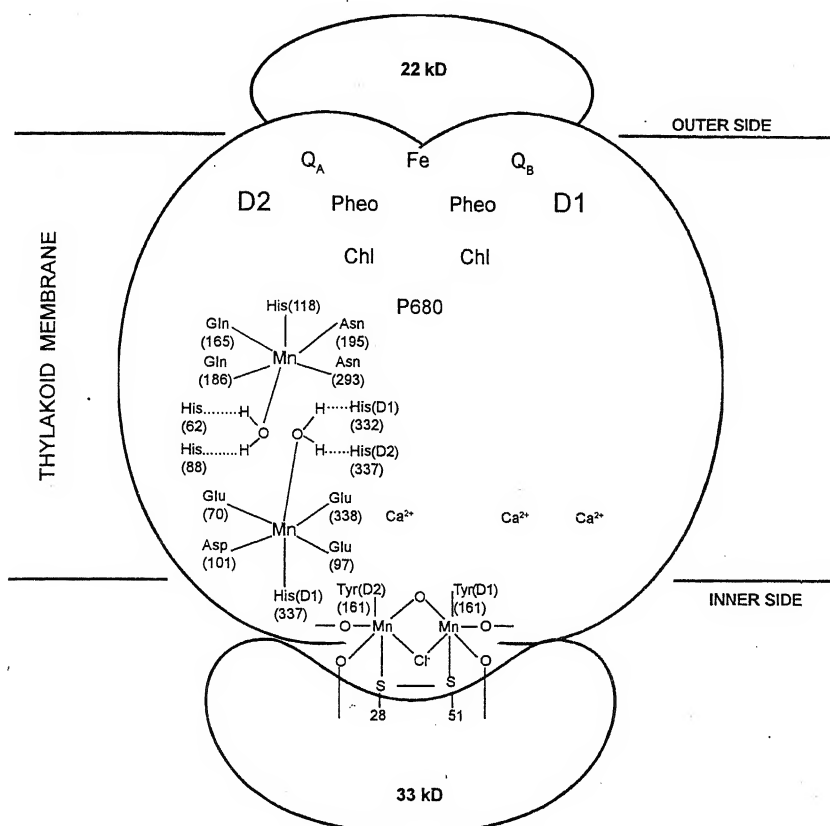 22 kD
OUTER SIDE
Q_A Fe Q_B
D2 Pheo Pheo D1
Chl Chl
THYLAKOID MEMBRANE
P680
His(118)
Gln Asn
(165) (195)
Mn
Gln Asn
(186) (293)
His H H His(D1)
(62) (332)
O O
His H H His(D2)
(88) (337)
Glu Glu
(70) (338)
Ca²⁺ Ca²⁺ Ca²⁺
Mn
Asp Glu
(101) (97)
His(D1)
(337)
Tyr(D2) Tyr(D1)
(161) (161)
INNER SIDE
O
O Mn Mn O
O Cl⁻ O
S S
28 51
33 kD